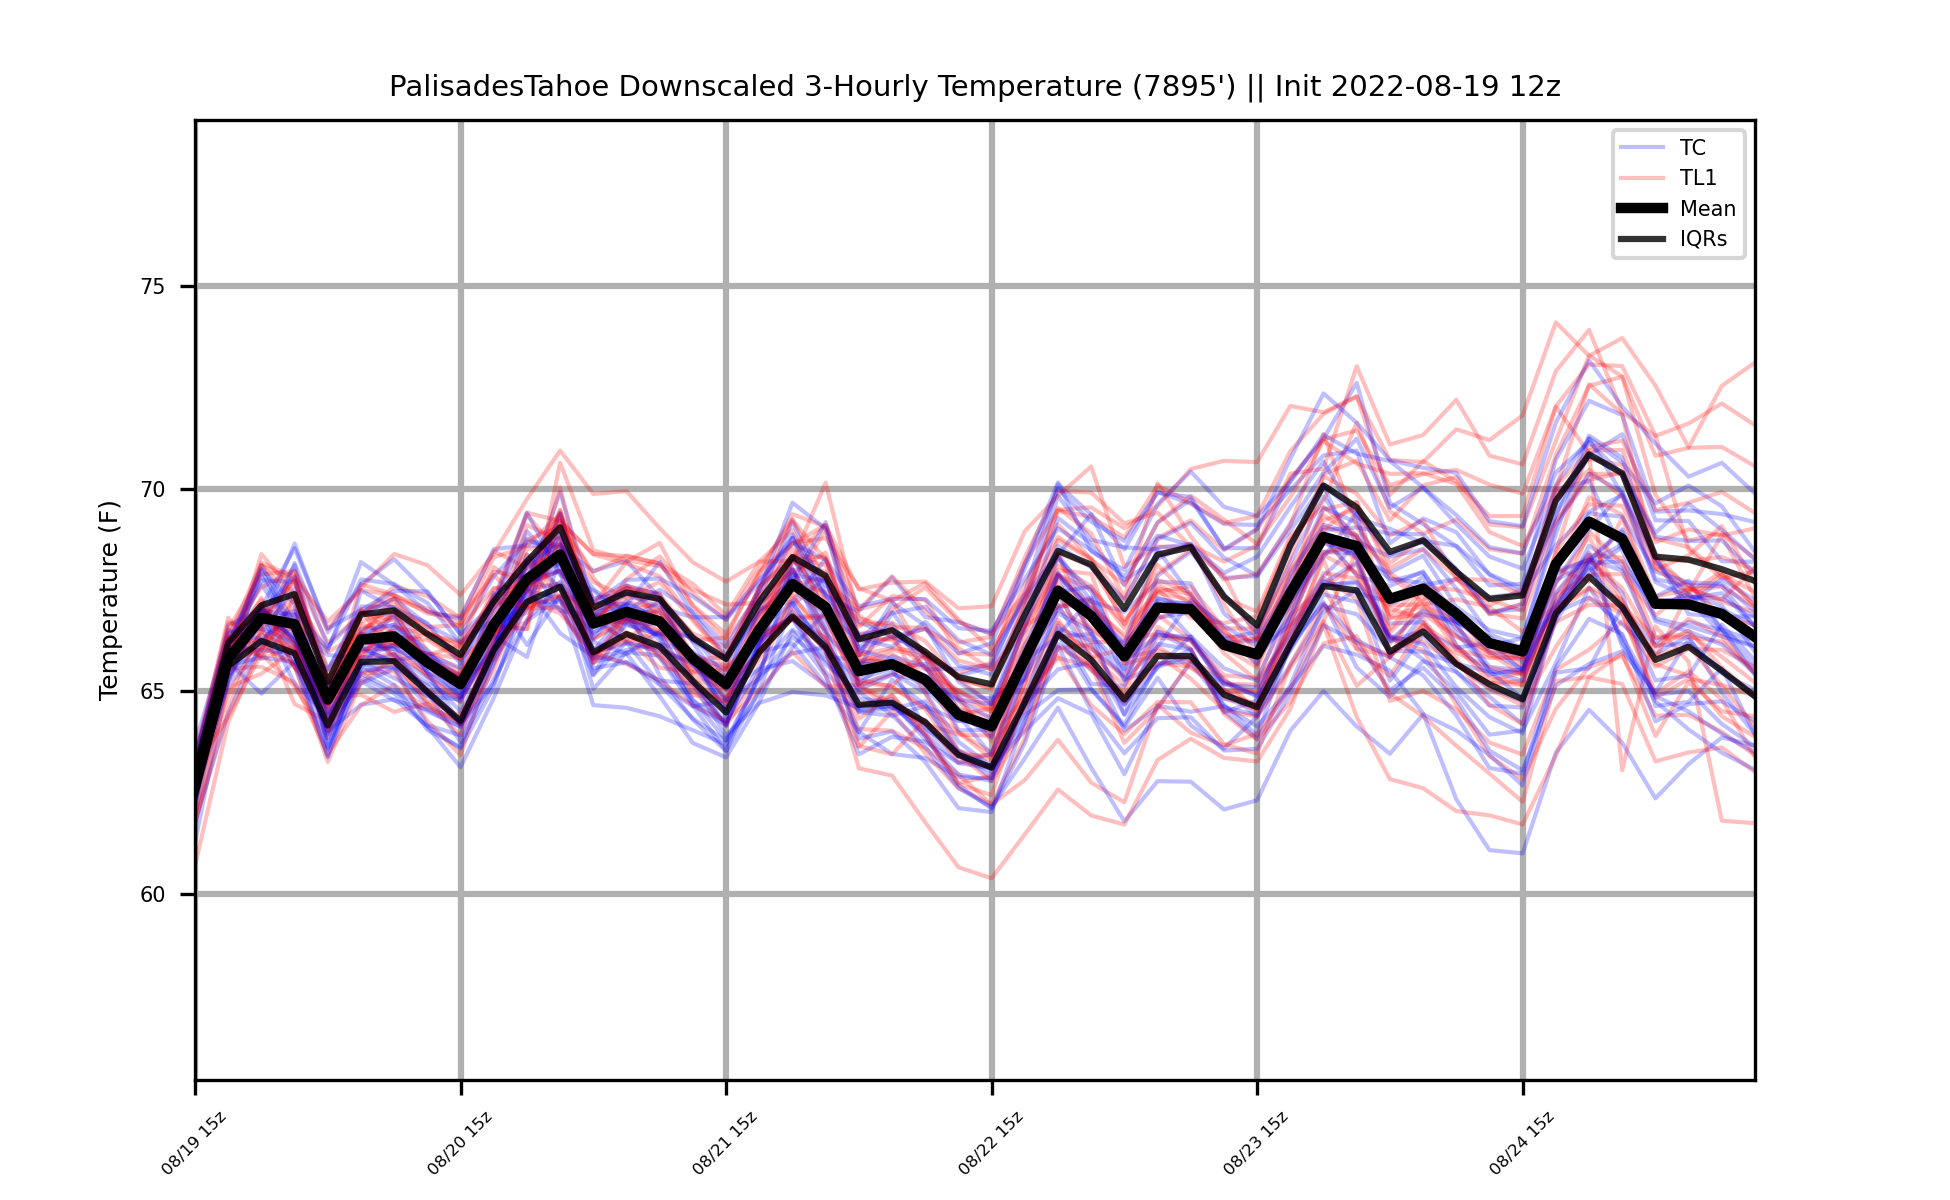 PalisadesTahoe Downscaled 3-Hourly Temperature (7895') || Init 2022-08-19 12z
TC
TL1
Mean
IQRs
75
70
65
60
Temperature (F)
08/19 15z
08/20 15z
08/21 15z
08/22 15z
08/23 15z
08/24 15z